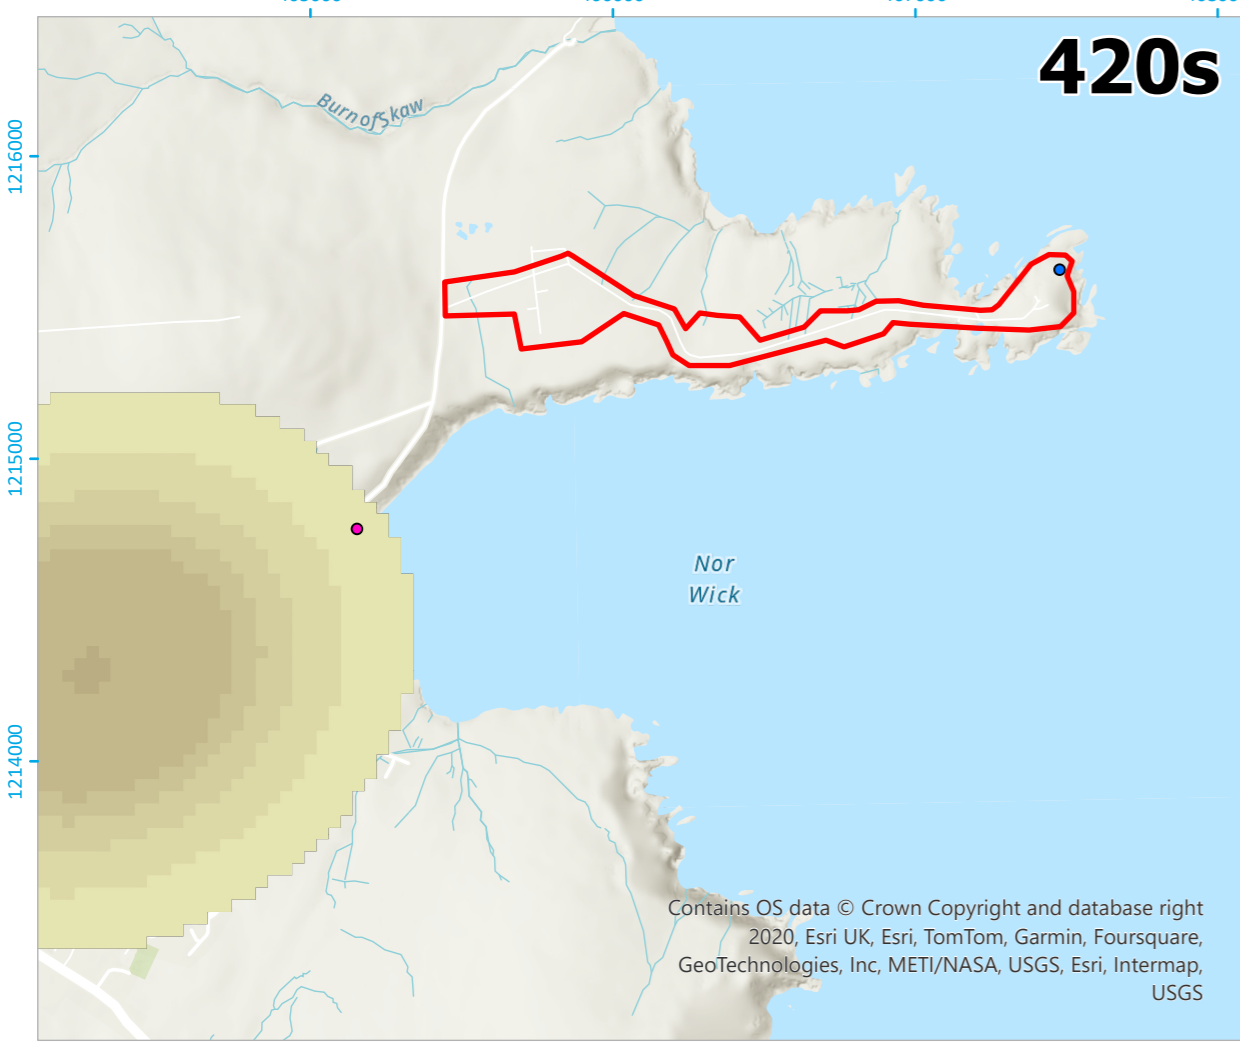 420s
Burn of Skaw
1216000
1215000
Nor
Wick
1214000
Contains OS data © Crown Copyright and database right
2020, Esri UK, Esri, TomTom, Garmin, Foursquare,
GeoTechnologies, Inc, METI/NASA, USGS, Esri, Intermap,
USGS